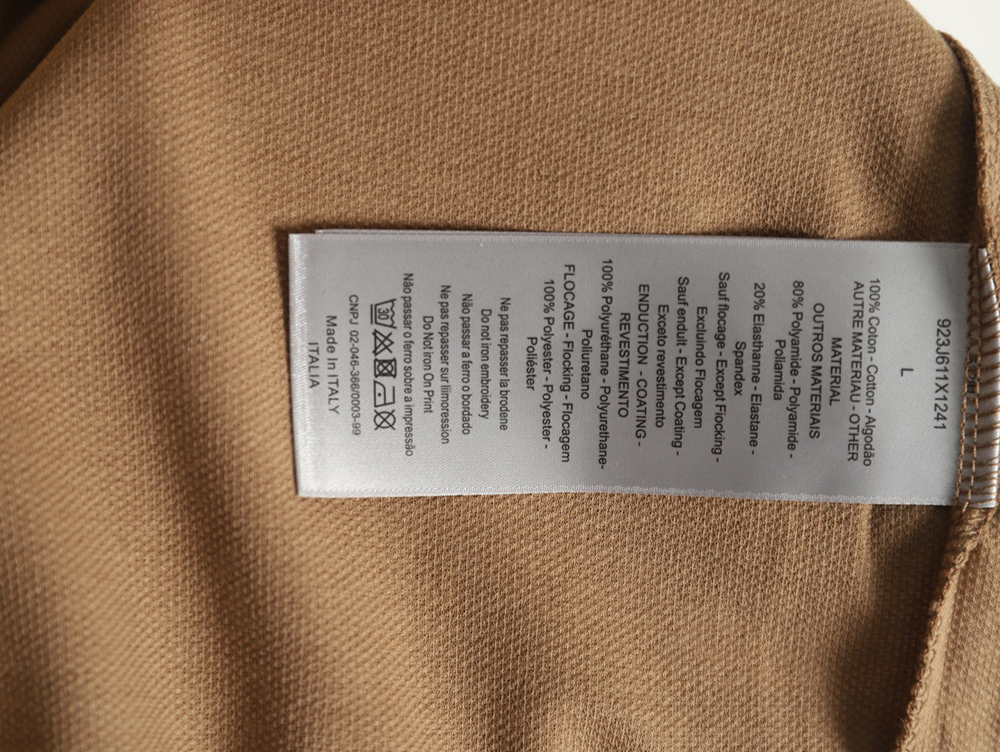 923J611X1241
L
100% Coton - Cotton - Algodão
AUTRE MATERIAU - OTHER
MATERIAL
OUTROS MATERIAIS
80% Polyamide - Polyamide -
Poliamida
20% Elasthanne - Elastane -
Spandex
Sauf flocage - Except Flocking -
Excluindo Flocagem
Sauf enduit - Except Coating -
Exceto revestimento
ENDUCTION - COATING -
REVESTIMENTO
100% Polyuréthane - Polyurethane-
Poliuretano
FLOCAGE - Flocking - Flocagem
100% Polyester - Polyester -
Poliéster
Ne pas repasser la broderie
Do not iron embroidery
Não passar a ferro o bordado
Ne pas repasser sur Iiimoression
Do Not iron On Print
Não passar o ferro sobre a impressão
30
CNPJ 02-046-366/0003-99
Made In ITALY
ITALIA